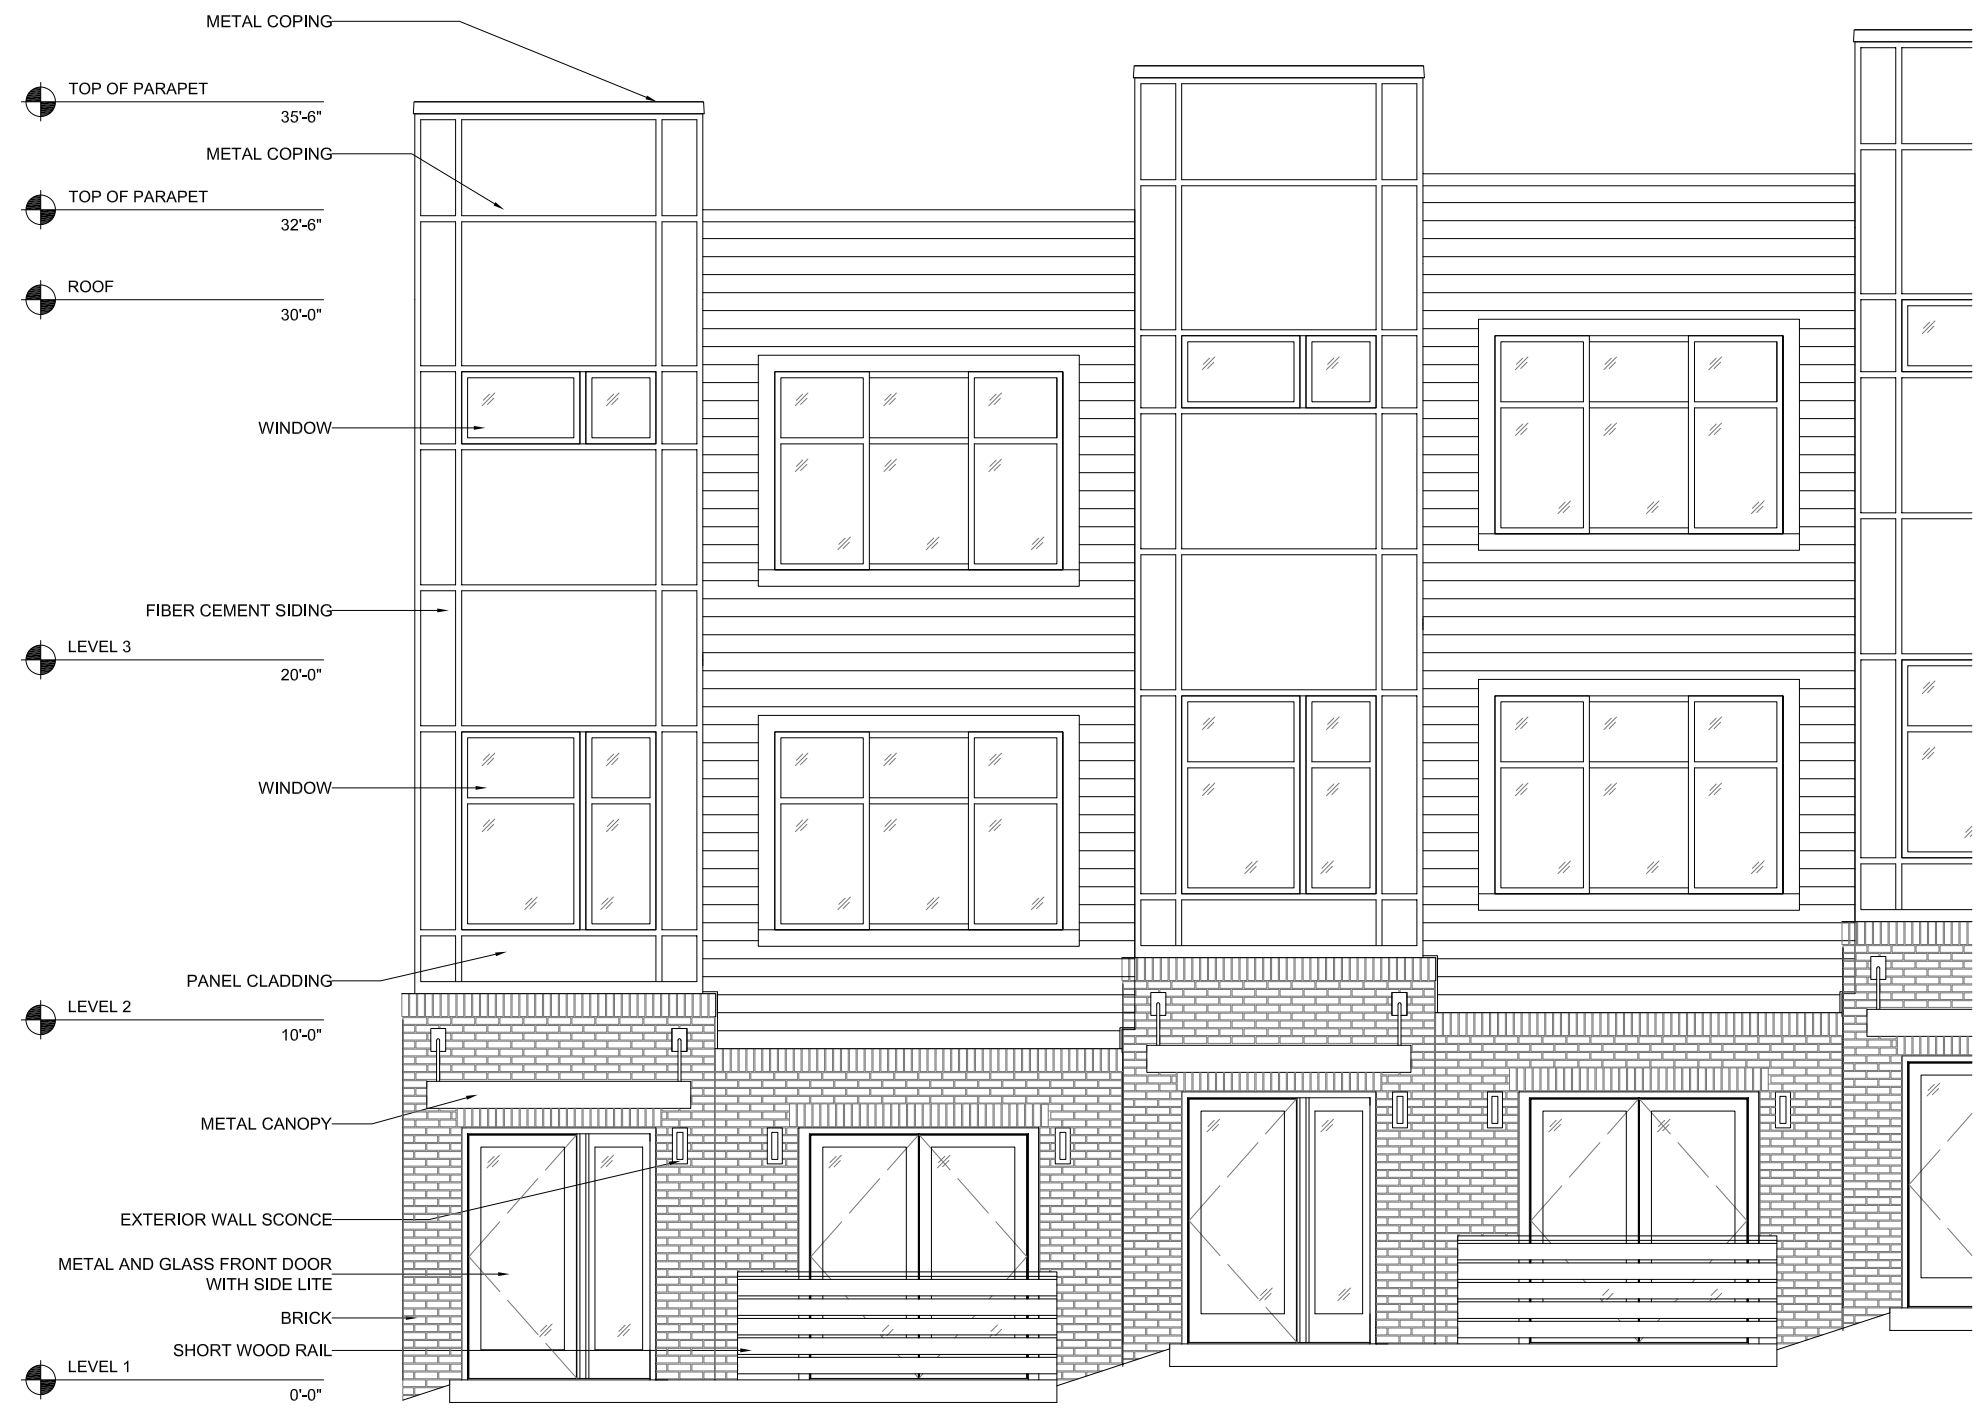 METAL COPING
TOP OF PARAPET
35'-6"
METAL COPING
TOP OF PARAPET
32'-6"
ROOF
30'-0"
WINDOW
FIBER CEMENT SIDING
LEVEL 3
20'-0"
WINDOW
PANEL CLADDING
LEVEL 2
10'-0"
METAL CANOPY
EXTERIOR WALL SCONCE
METAL AND GLASS FRONT DOOR
WITH SIDE LITE
BRICK
SHORT WOOD RAIL
LEVEL 1
0'-0"